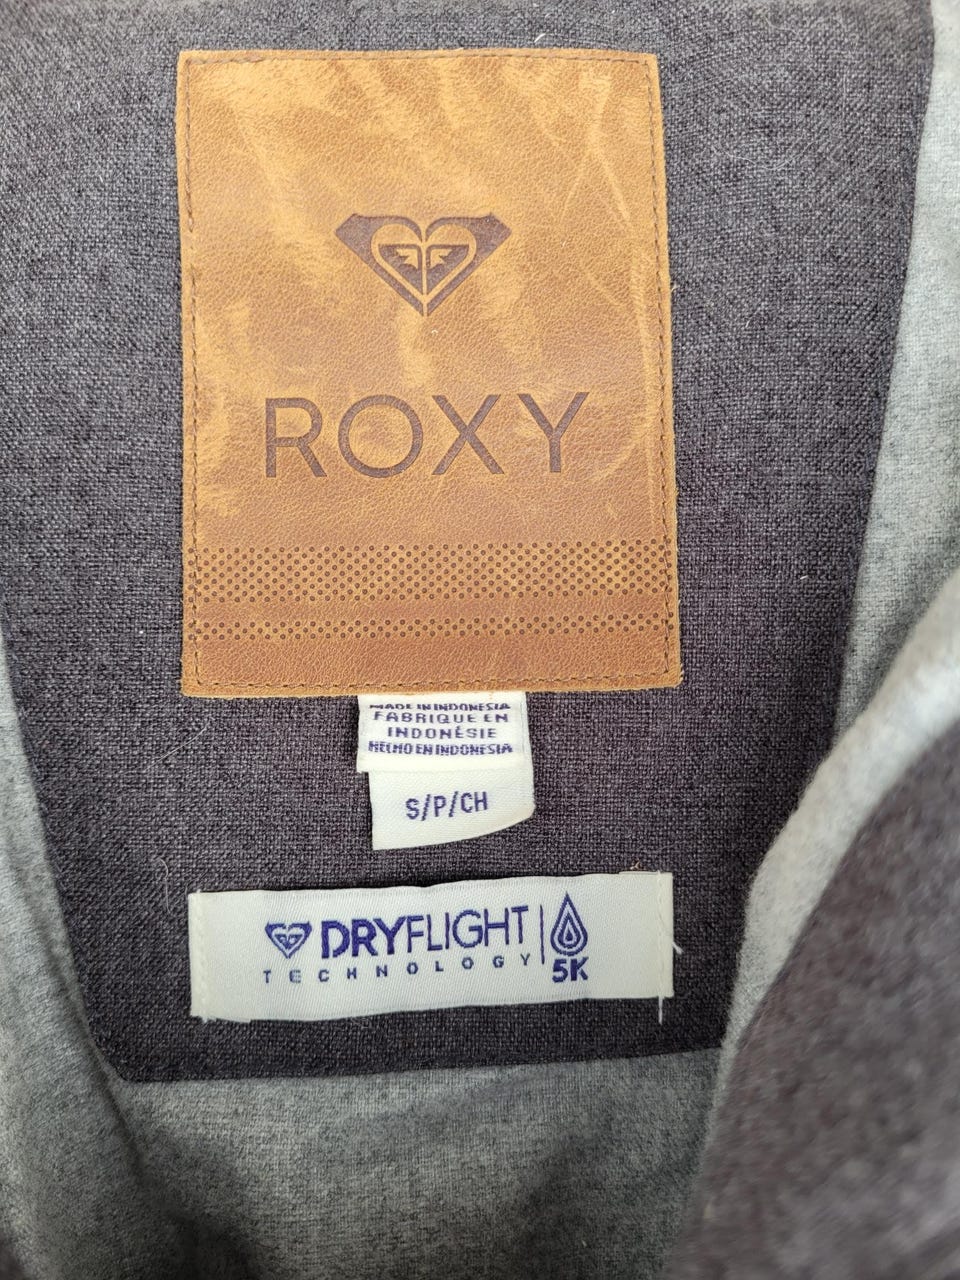 ROXY
MADE IN INDONESIA
FABRIQUE EN
INDONÉSIE
HECHO EN INDONESIA
S/P/CH
DRYFLIGHT
TECHNOLOGY
5K